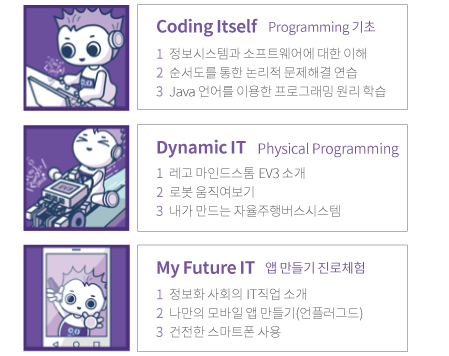 Coding Itself Programming 기초
1 정보시스템과 소프트웨어에 대한 이해
2 순서도를 통한 논리적 문제해결 연습
3 Java 언어를 이용한 프로그래밍 원리 학습
Dynamic IT Physical Programming
1 레고 마인드스톰 EV3 소개
2 로봇 움직여보기
3 내가 만드는 자율주행버스시스템
My Future IT 앱 만들기 진로체험
1 정보화 사회의 IT직업 소개
2 나만의 모바일 앱 만들기(언플러그드)
3 건전한 스마트폰 사용